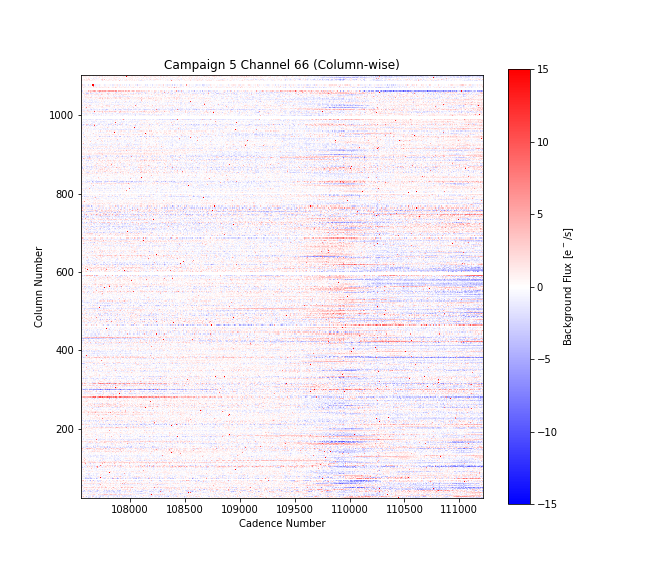 Campaign 5 Channel 66 (Column-wise)
Column Number
1000
800
600
400
200
108000 108500 109000 109500 110000 110500 111000
Cadence Number
15
10
5
0
−5
−10
−15
Background Flux [e⁻/s]